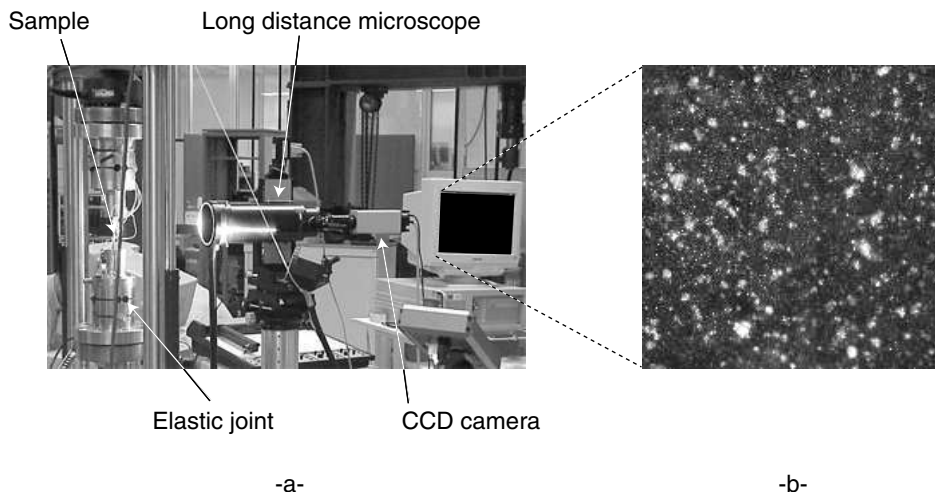 Sample
Long distance microscope
Elastic joint
CCD camera
-a-
-b-